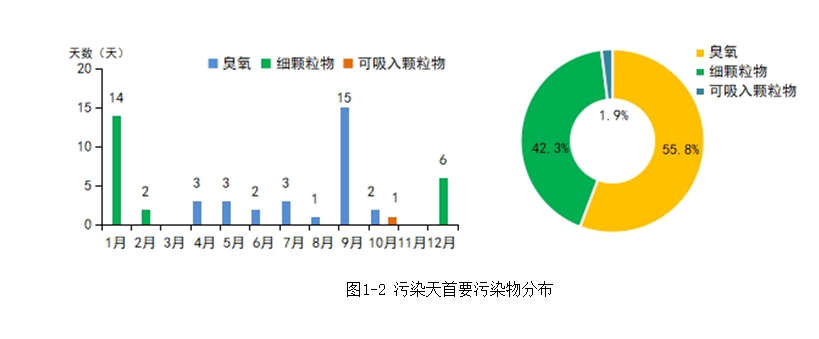 天数（天）
臭氧 细颗粒物 可吸入颗粒物
20
15
10
5
0
14 2 3 3 2 3 1 15 2 1 6
1月 2月 3月 4月 5月 6月 7月 8月 9月 10月 11月 12月
臭氧
细颗粒物
可吸入颗粒物
1.9%
42.3%
55.8%
图1-2 污染天首要污染物分布